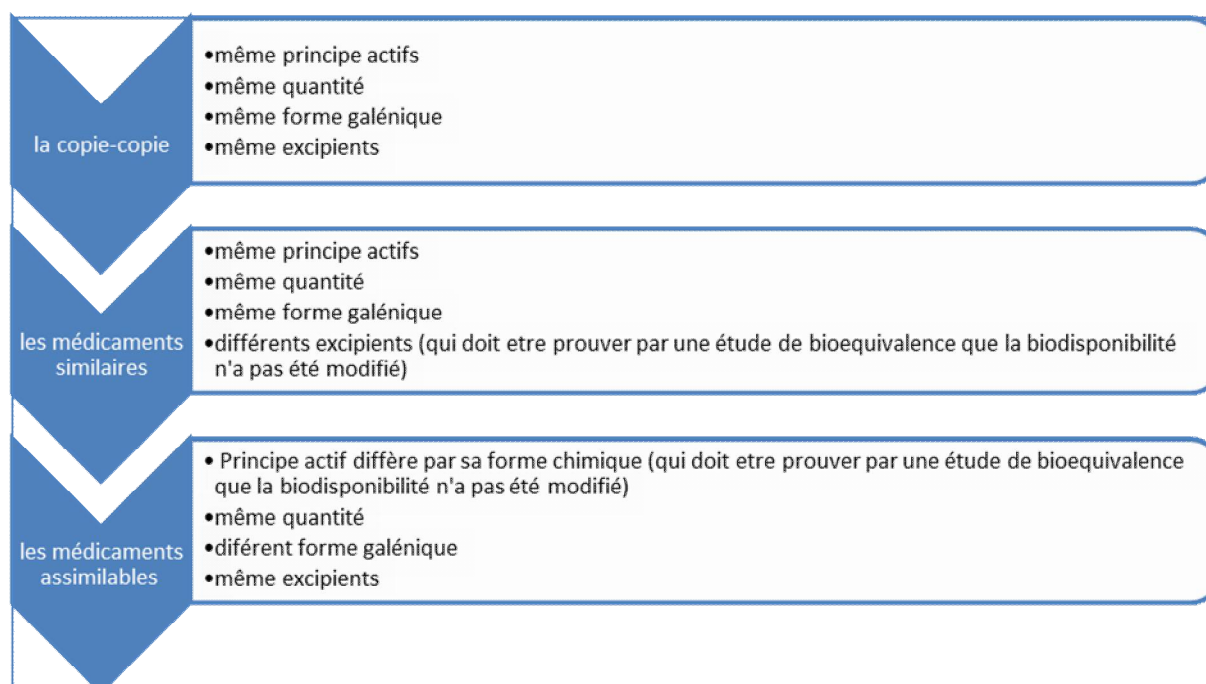 la copie-copie
•même principe actifs
•même quantité
•même forme galénique
•même excipients
les médicaments
similaires
•même principe actifs
•même quantité
•même forme galénique
•différents excipients (qui doit etre prouver par une étude de bioequivalence que la biodisponibilité
n'a pas été modifié)
les médicaments
assimilables
• Principe actif diffère par sa forme chimique (qui doit etre prouver par une étude de bioequivalence
que la biodisponibilité n'a pas été modifié)
•même quantité
•diférent forme galénique
•même excipients